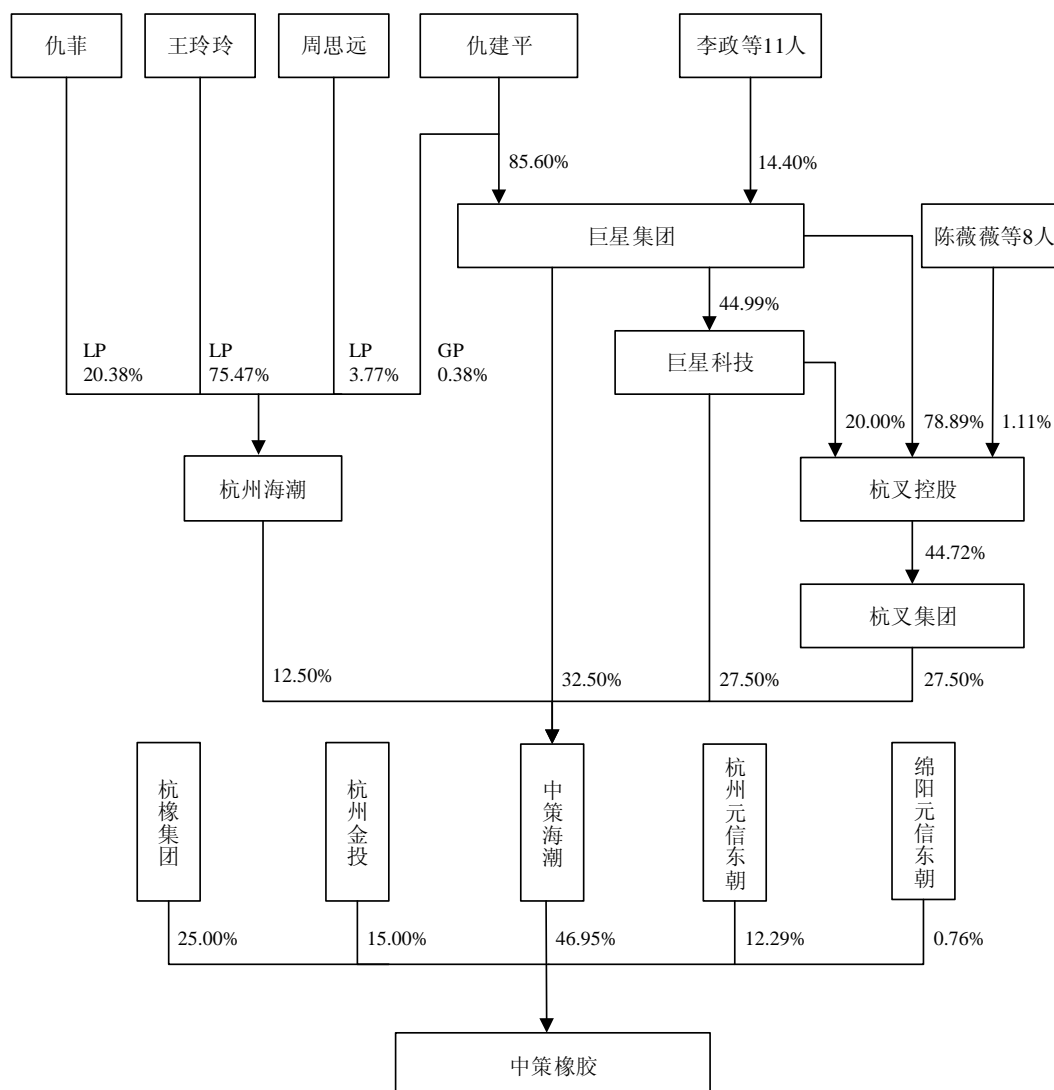 仇菲
王玲玲
周思远
仇建平
李政等11人
85.60%
14.40%
巨星集团
陈薇薇等8人
44.99%
巨星科技
LP
20.38%
LP
75.47%
LP
3.77%
GP
0.38%
20.00%
78.89%
1.11%
杭州海潮
杭叉控股
44.72%
杭叉集团
12.50%
32.50%
27.50%
27.50%
杭橡集团
杭州金投
中策海潮
杭州元信东朝
绵阳元信东朝
25.00%
15.00%
46.95%
12.29%
0.76%
中策橡胶